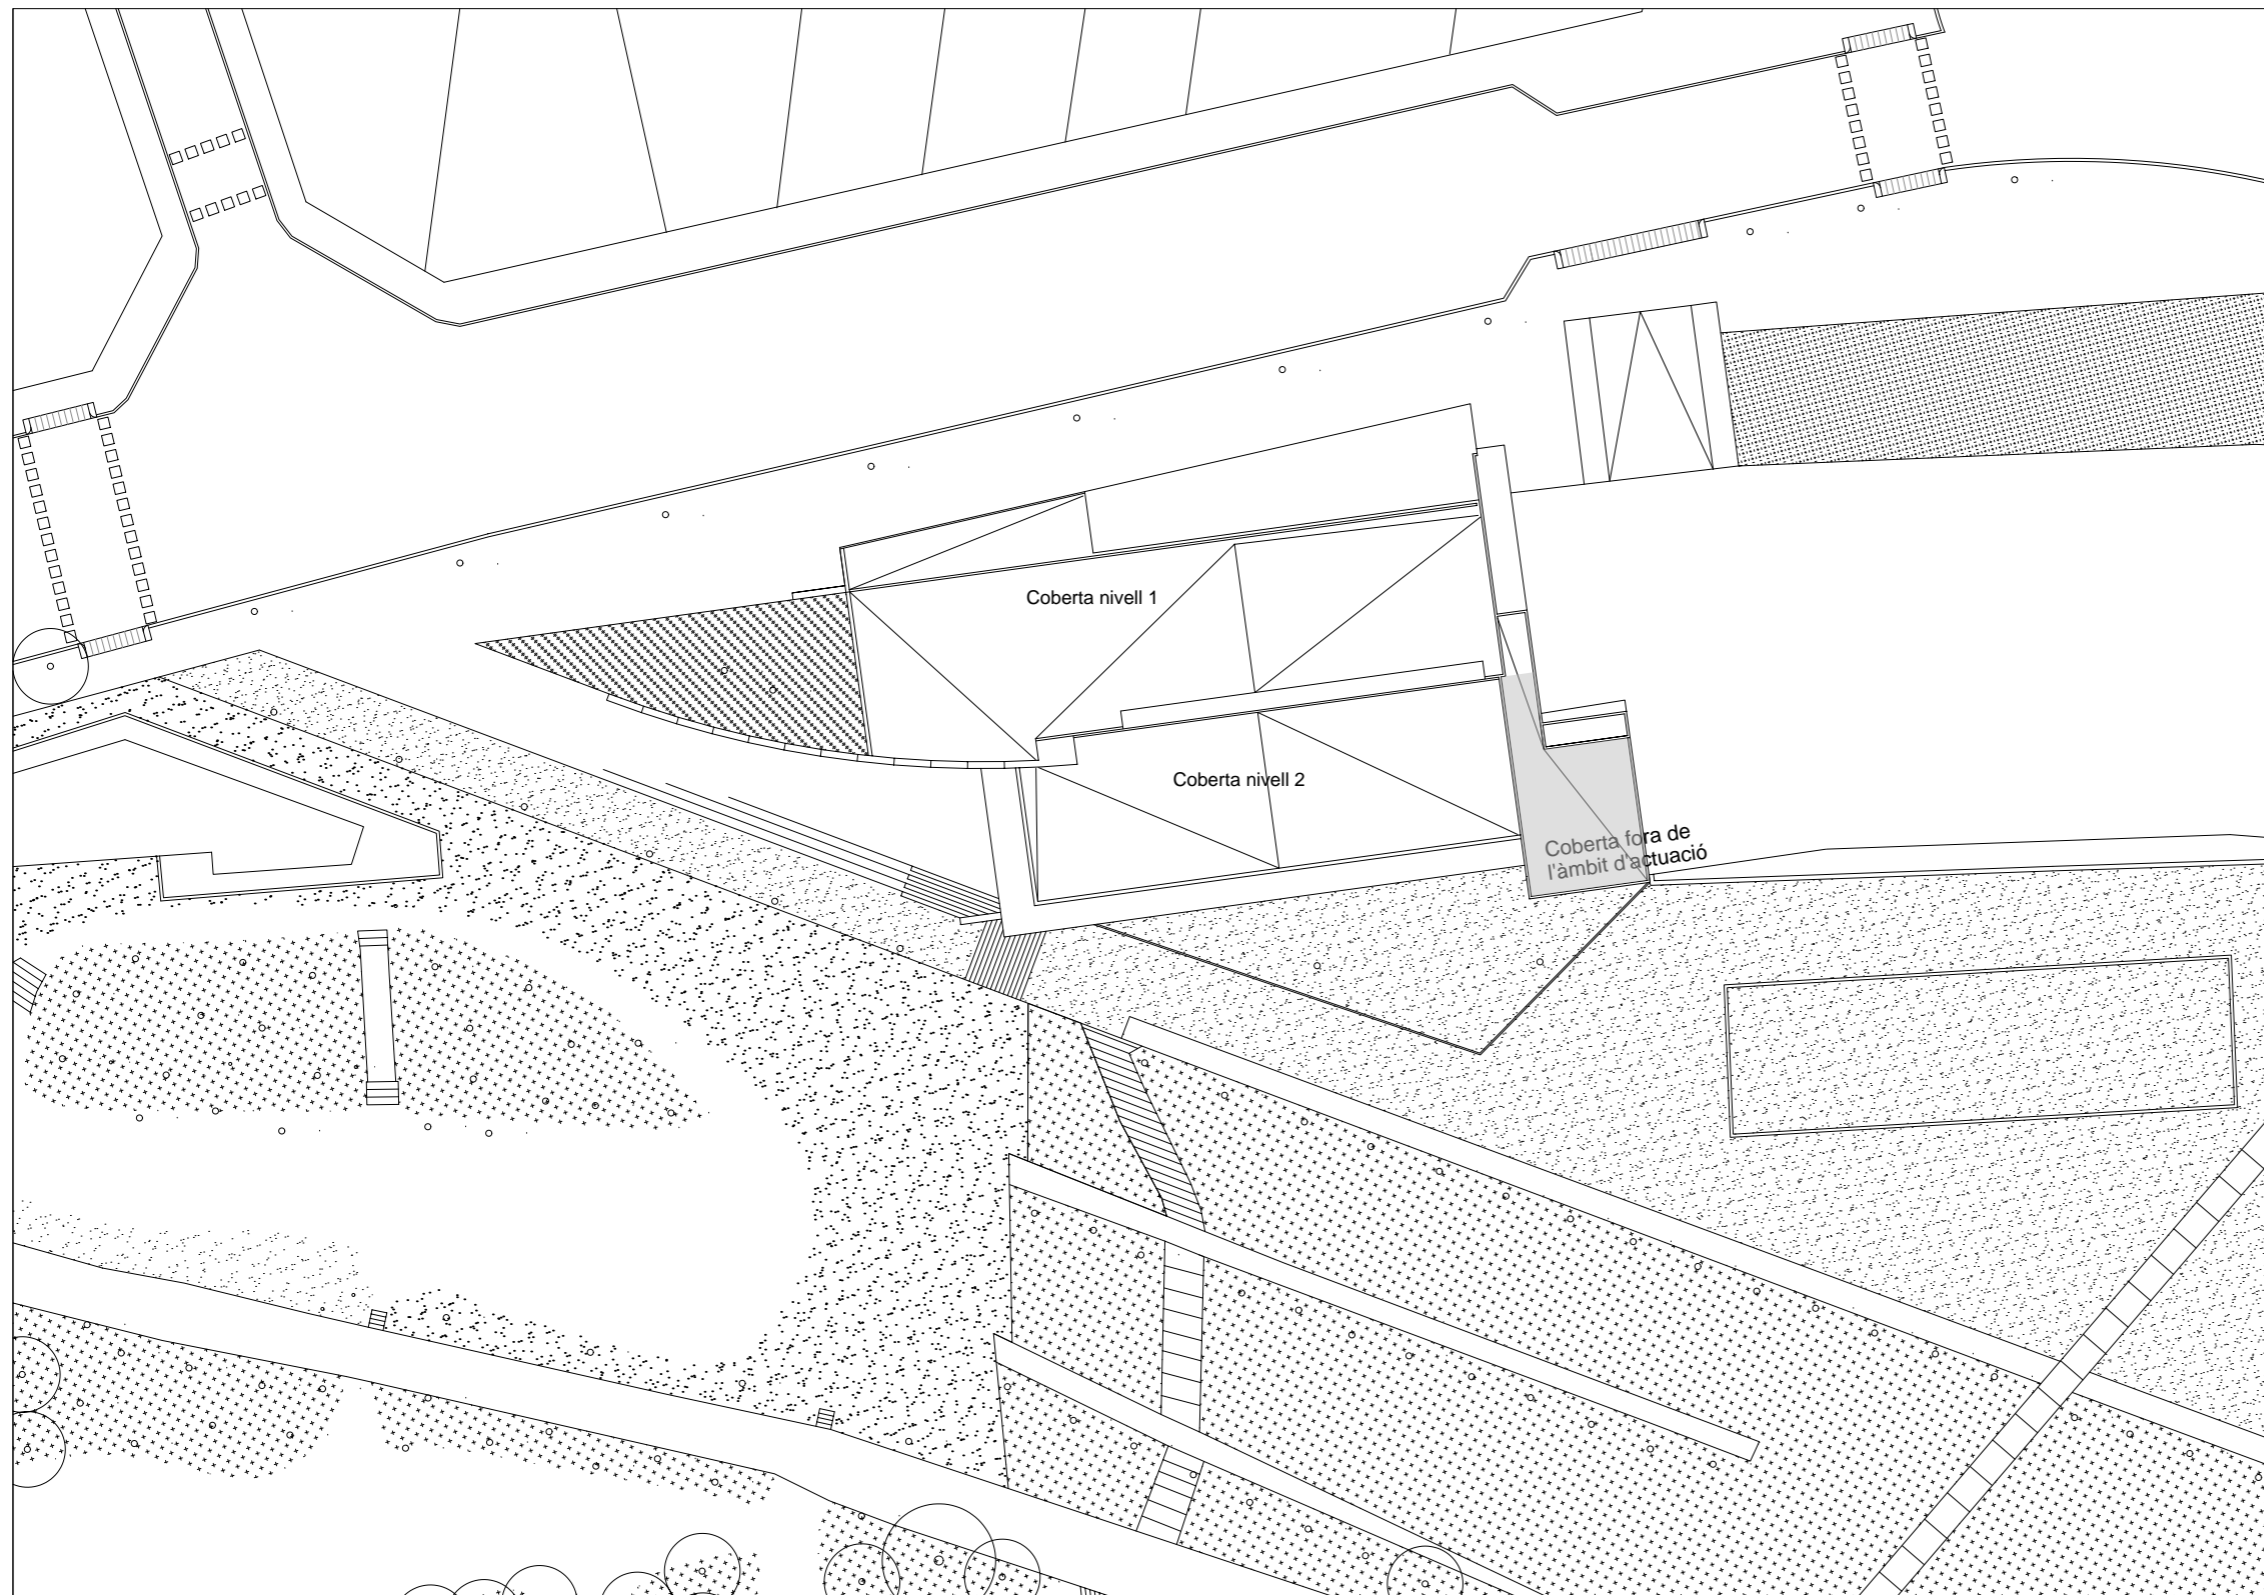 Coberta nivell 1
Coberta nivell 2
Coberta fora de
l'àmbit d'actuació